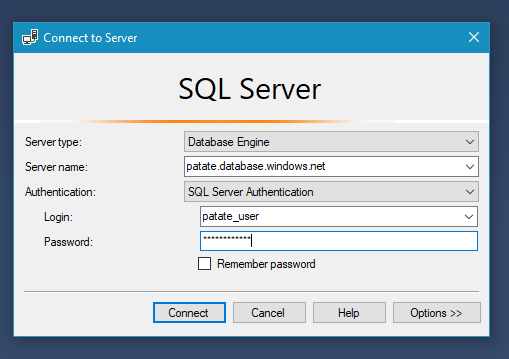 Connect to Server
SQL Server
Server type: Database Engine
Server name: patate.database.windows.net
Authentication: SQL Server Authentication
Login: patate_user
Password: ************
Remember password
Connect Cancel Help Options >>